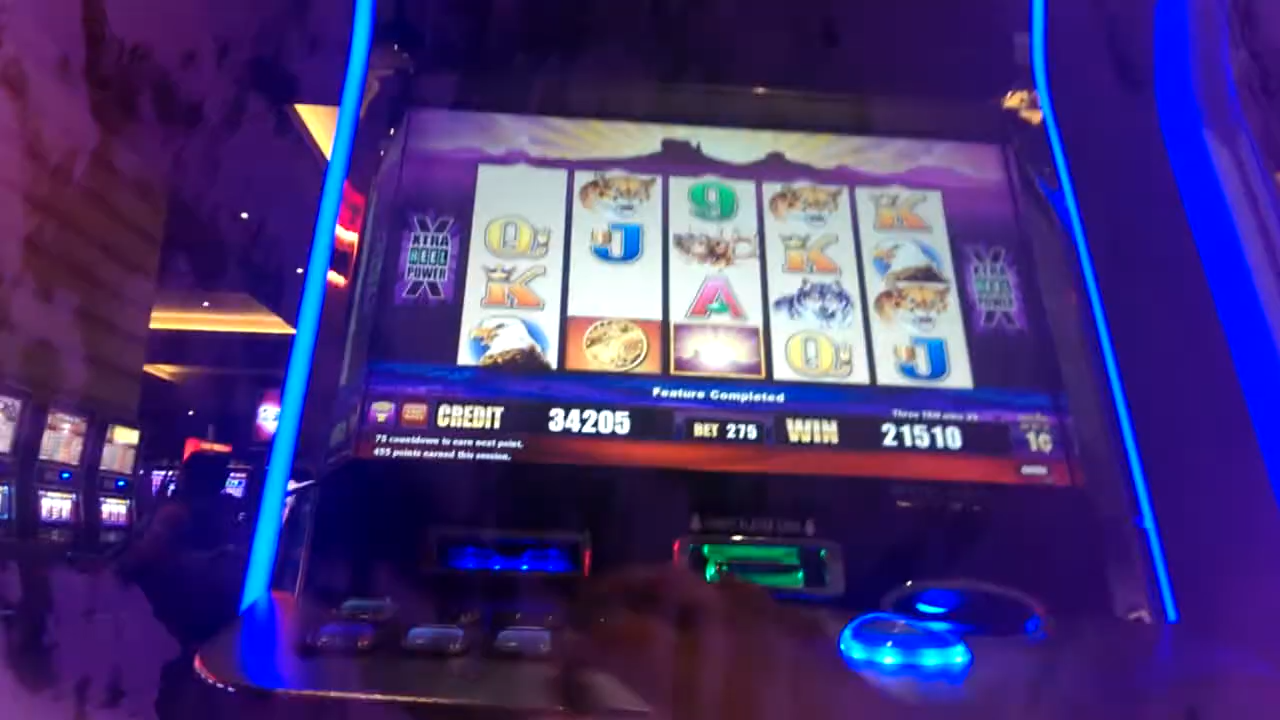 9
K
Q
J
K
XTRA
REEL
POWER
K
A
XTRA
REEL
POWER
Q
J
Feature Completed
CREDIT 34205 BET 275 WIN 21510 1¢
75 countdown to earn next point.
455 points earned this session.